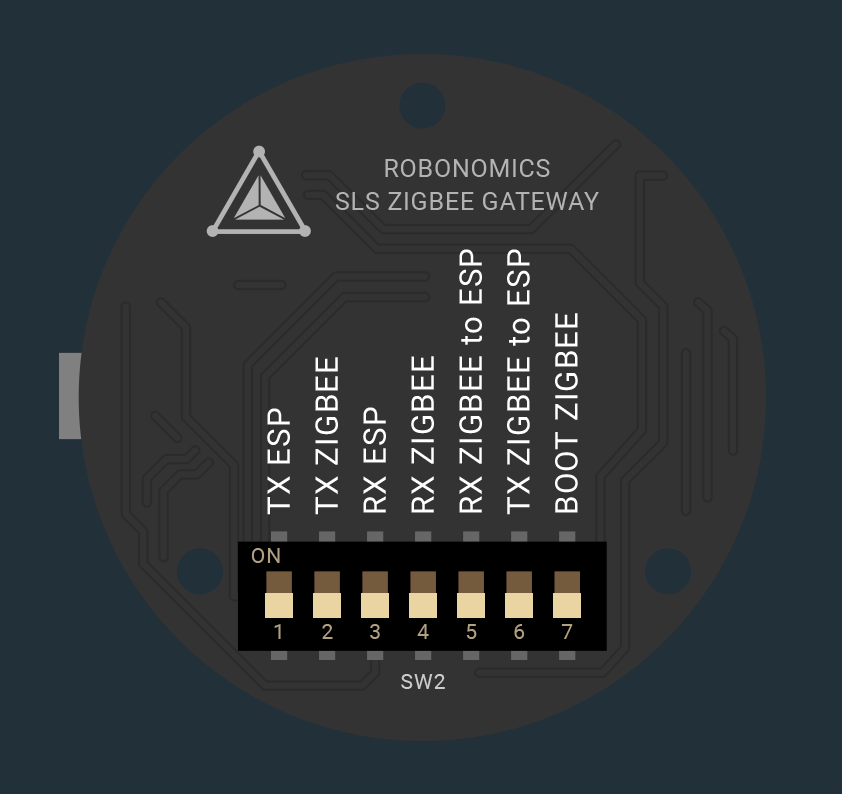 ROBONOMICS
SLS ZIGBEE GATEWAY
TX ESP
TX ZIGBEE
RX ESP
RX ZIGBEE
RX ZIGBEE to ESP
TX ZIGBEE to ESP
BOOT ZIGBEE
ON
1 2 3 4 5 6 7
SW2